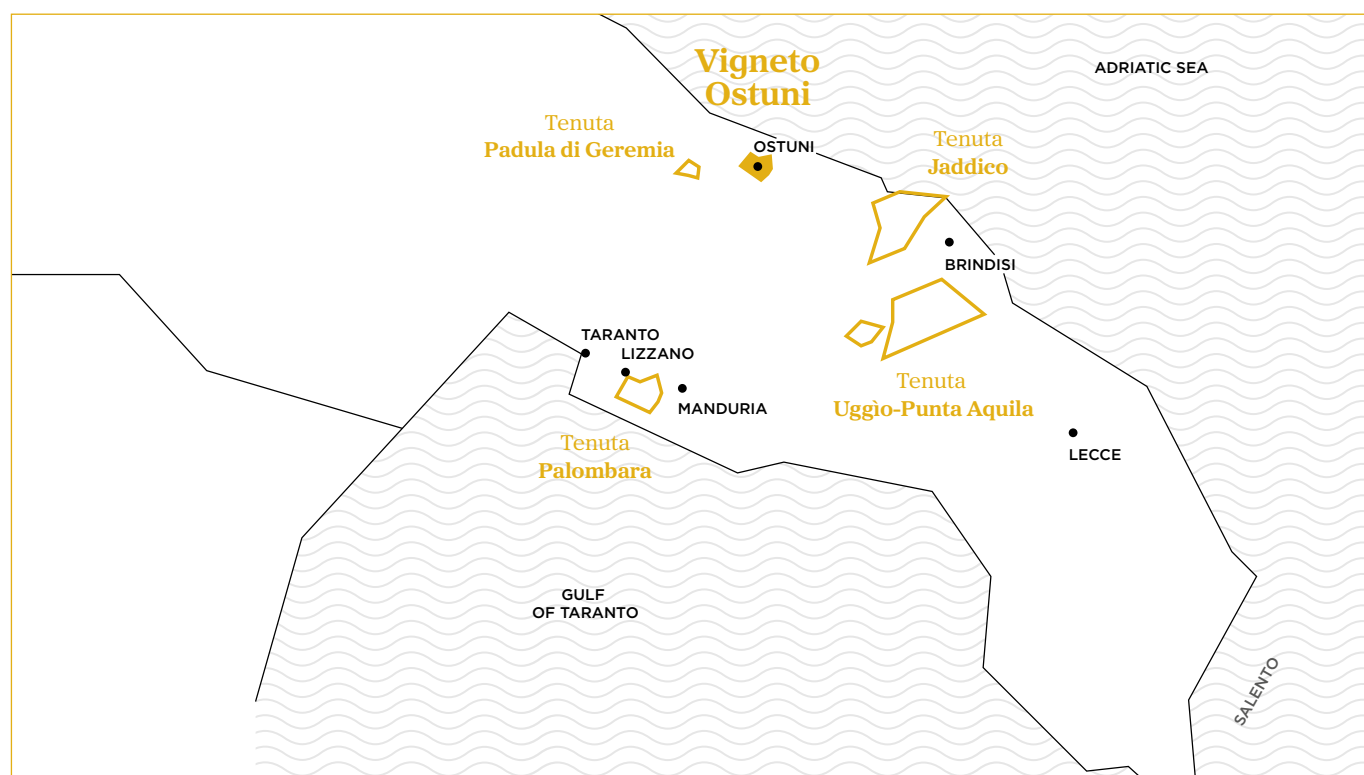 Vigneto
Ostuni
ADRIATIC SEA
Tenuta
Padula di Geremia
OSTUNI
Tenuta
Jaddico
BRINDISI
TARANTO
LIZZANO
MANDURIA
Tenuta
Uggìo-Punta Aquila
LECCE
Tenuta
Palombara
GULF
OF TARANTO
SALENTO